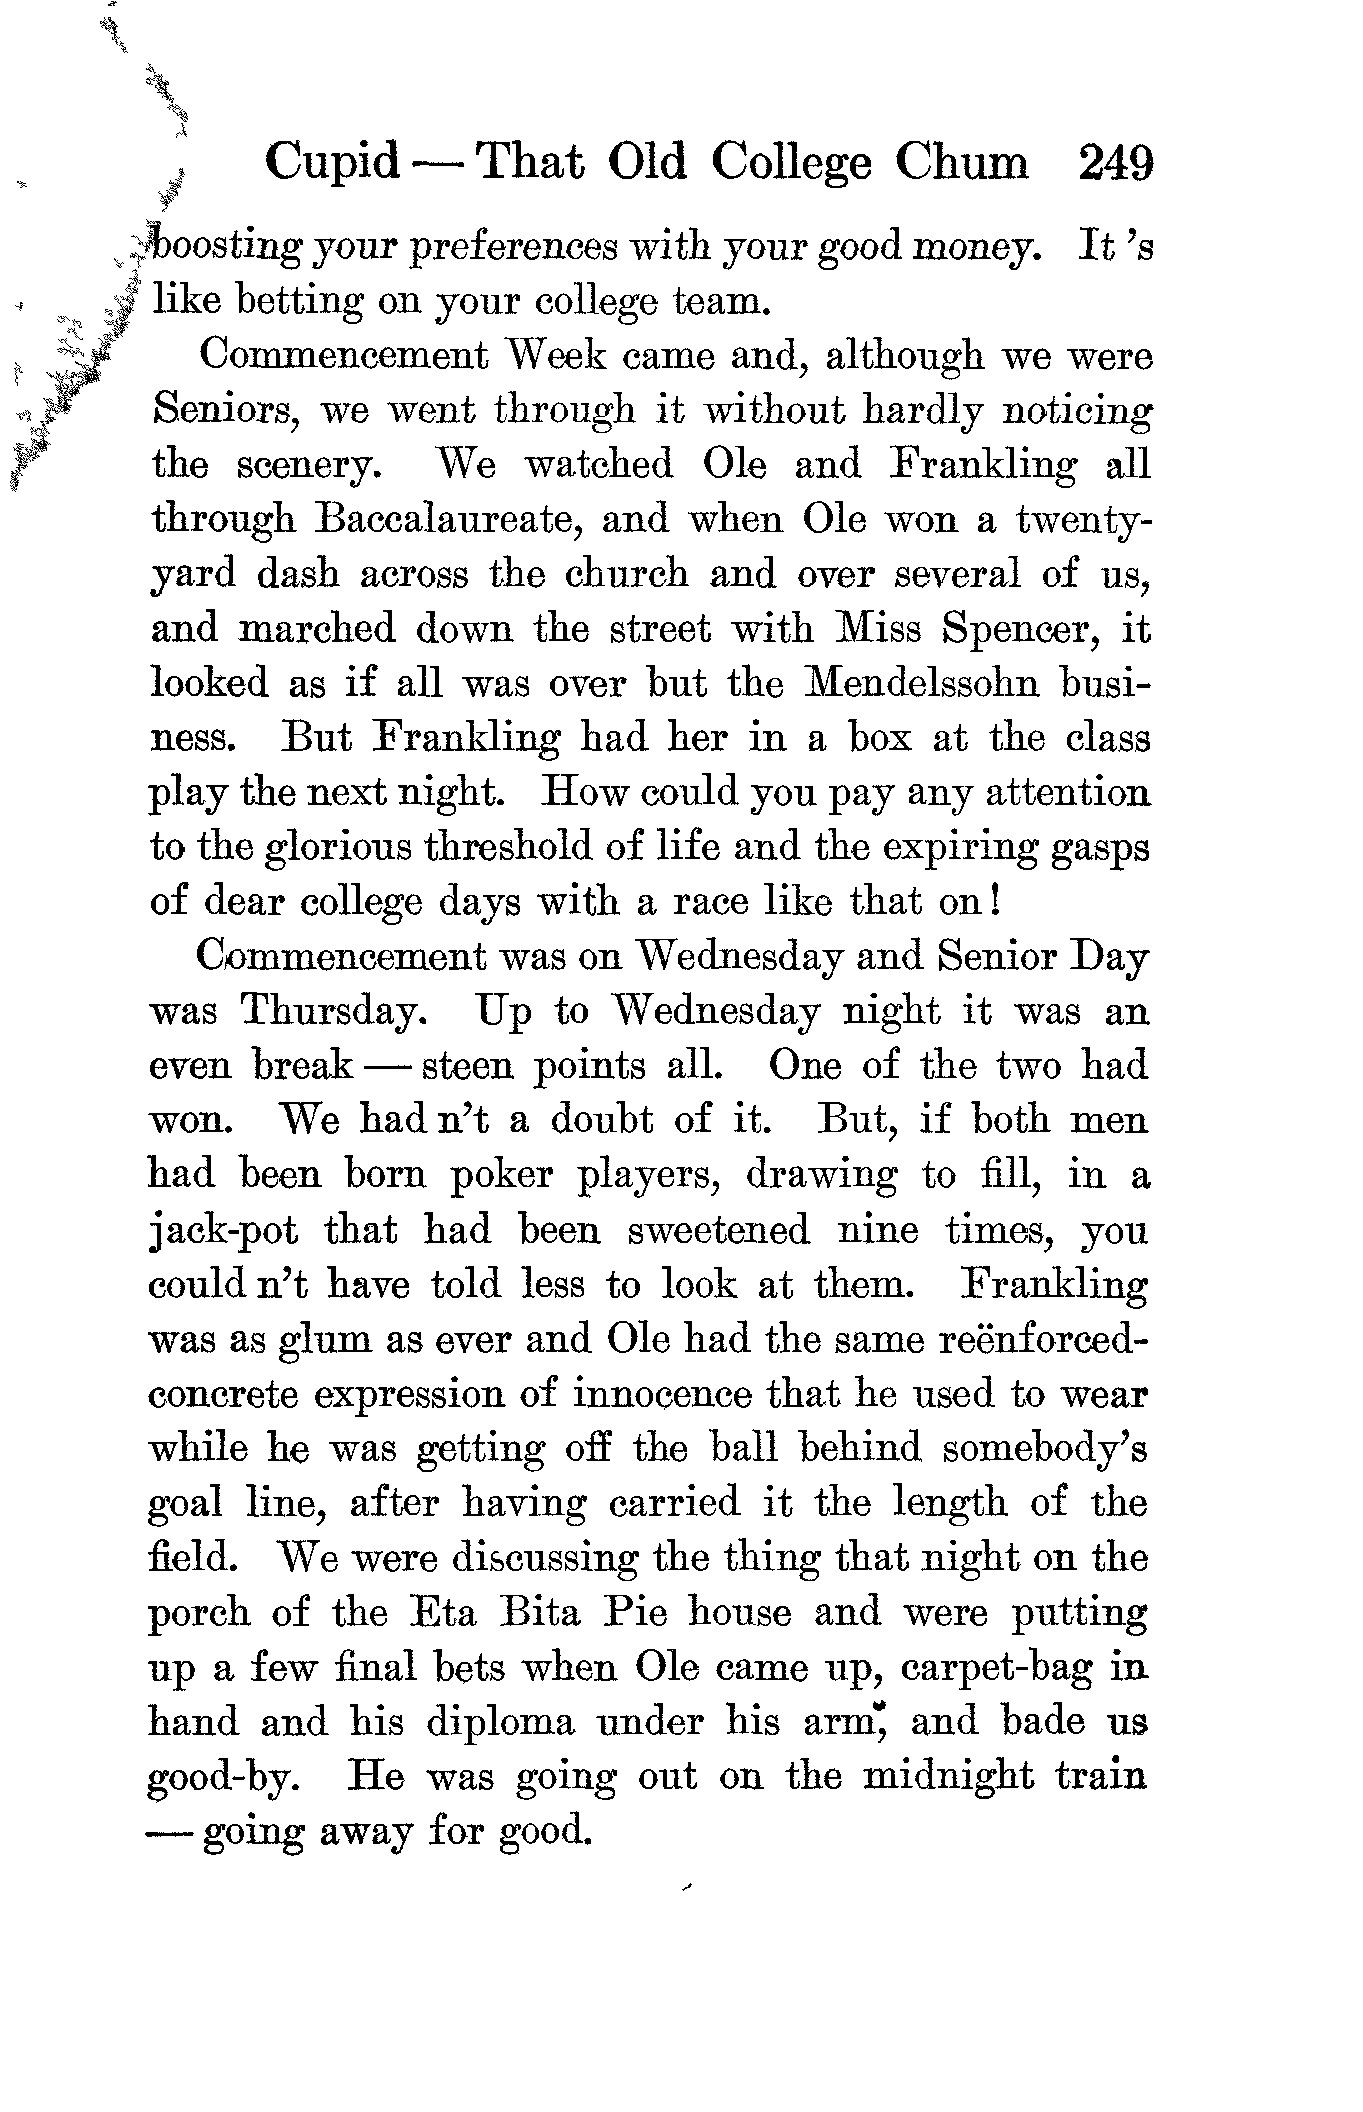 Cupid — That Old College Chum 249
boosting your preferences with your good money. It 's
like betting on your college team.
Commencement Week came and, although we were
Seniors, we went through it without hardly noticing
the scenery. We watched Ole and Frankling all
through Baccalaureate, and when Ole won a twenty-
yard dash across the church and over several of us,
and marched down the street with Miss Spencer, it
looked as if all was over but the Mendelssohn busi-
ness. But Frankling had her in a box at the class
play the next night. How could you pay any attention
to the glorious threshold of life and the expiring gasps
of dear college days with a race like that on!
Commencement was on Wednesday and Senior Day
was Thursday. Up to Wednesday night it was an
even break — steen points all. One of the two had
won. We had n't a doubt of it. But, if both men
had been born poker players, drawing to fill, in a
jack-pot that had been sweetened nine times, you
could n't have told less to look at them. Frankling
was as glum as ever and Ole had the same reënforced-
concrete expression of innocence that he used to wear
while he was getting off the ball behind somebody's
goal line, after having carried it the length of the
field. We were discussing the thing that night on the
porch of the Eta Bita Pie house and were putting
up a few final bets when Ole came up, carpet-bag in
hand and his diploma under his arm, and bade us
good-by. He was going out on the midnight train
— going away for good.